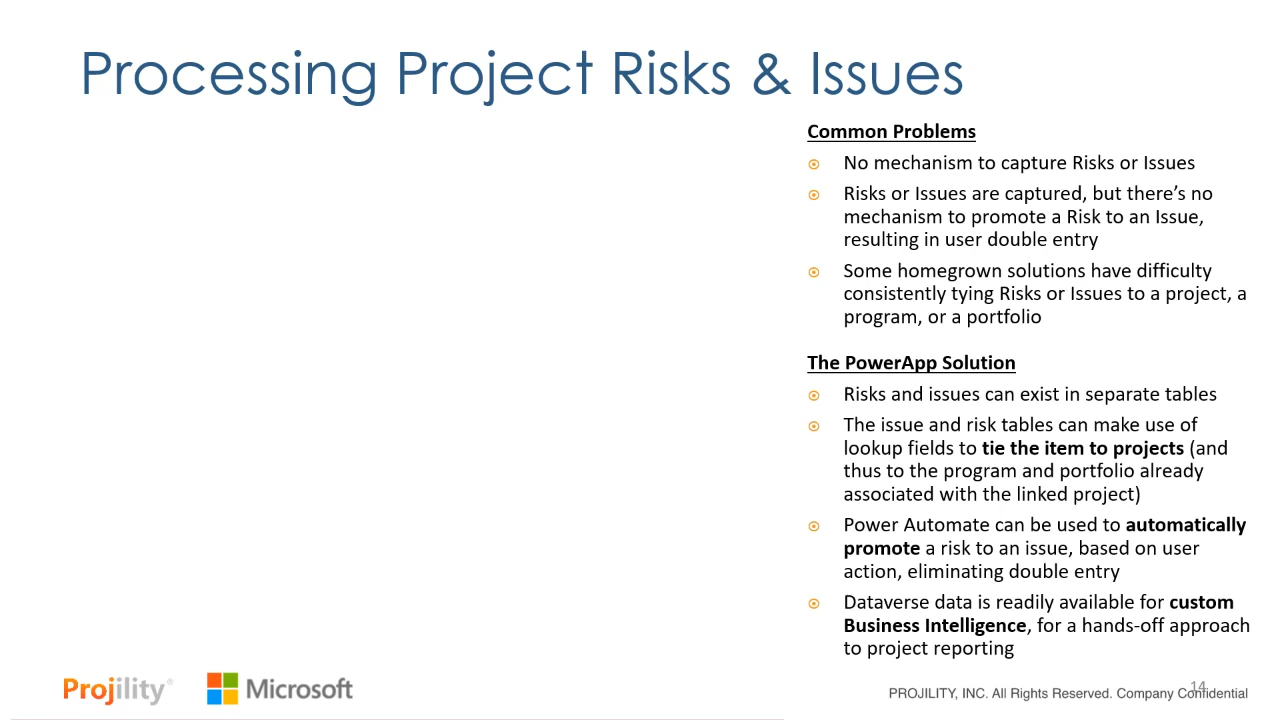 Processing Project Risks & Issues
Common Problems
No mechanism to capture Risks or Issues
Risks or Issues are captured, but there’s no
mechanism to promote a Risk to an Issue,
resulting in user double entry
Some homegrown solutions have difficulty
consistently tying Risks or Issues to a project, a
program, or a portfolio
The PowerApp Solution
Risks and issues can exist in separate tables
The issue and risk tables can make use of
lookup fields to tie the item to projects (and
thus to the program and portfolio already
associated with the linked project)
Power Automate can be used to automatically
promote a risk to an issue, based on user
action, eliminating double entry
Dataverse data is readily available for custom
Business Intelligence, for a hands-off approach
to project reporting
Projility®
Microsoft
PROJILITY, INC. All Rights Reserved. Company Confidential
14